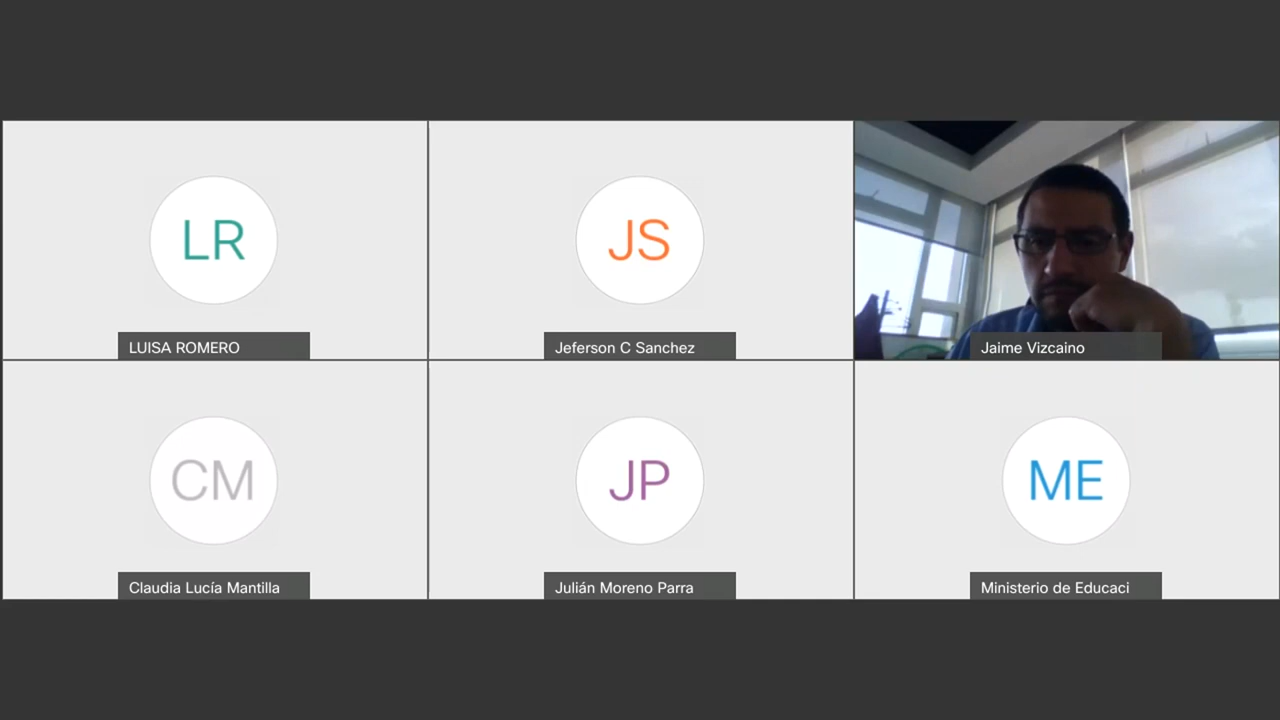 LR
LUISA ROMERO
JS
Jeferson C Sanchez
Jaime Vizcaino
CM
Claudia Lucía Mantilla
JP
Julián Moreno Parra
ME
Ministerio de Educaci